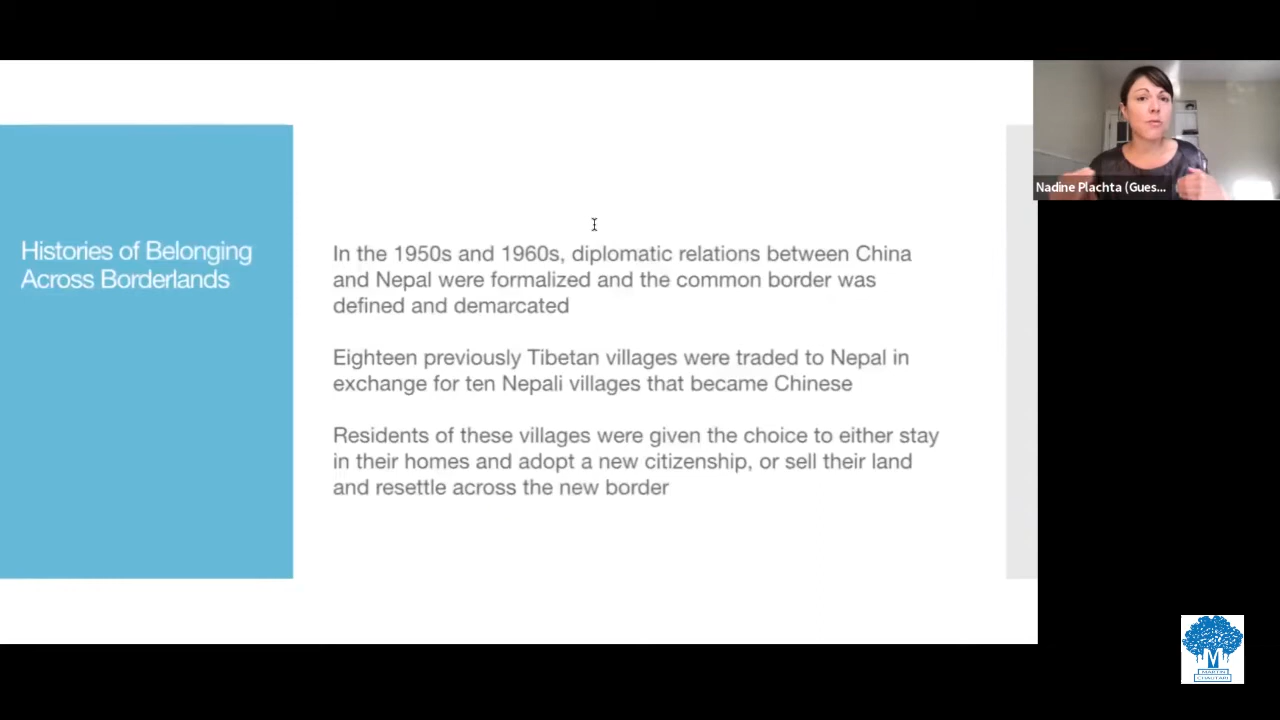 Histories of Belonging
Across Borderlands
In the 1950s and 1960s, diplomatic relations between China
and Nepal were formalized and the common border was
defined and demarcated
Eighteen previously Tibetan villages were traded to Nepal in
exchange for ten Nepali villages that became Chinese
Residents of these villages were given the choice to either stay
in their homes and adopt a new citizenship, or sell their land
and resettle across the new border
Nadine Plachta (Gues...
M
MARTIN
CHAUTARI